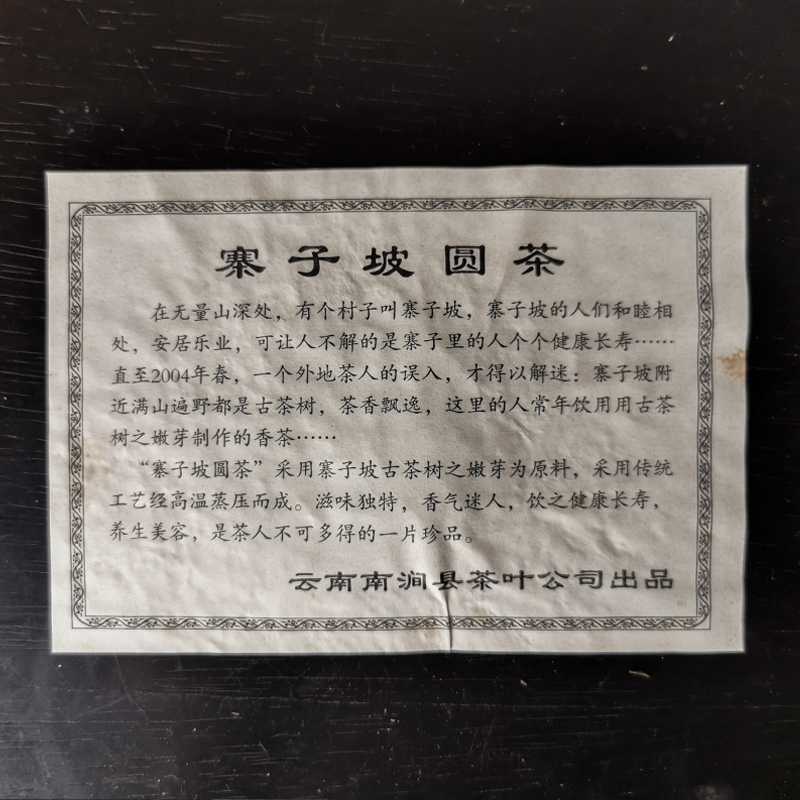 寨子坡圆茶
在无量山深处，有个村子叫寨子坡，寨子坡的人们和睦相
处，安居乐业，可让人不解的是寨子里的人个个健康长寿……
直至2004年春，一个外地茶人的误入，才得以解迷：寨子坡附
近满山遍野都是古茶树，茶香飘逸，这里的人常年饮用用古茶
树之嫩芽制作的香茶……
“寨子坡圆茶”采用寨子坡古茶树之嫩芽为原料，采用传统
工艺经高温蒸压而成。滋味独特，香气迷人，饮之健康长寿，
养生美容，是茶人不可多得的一片珍品。
云南南涧县茶叶公司出品